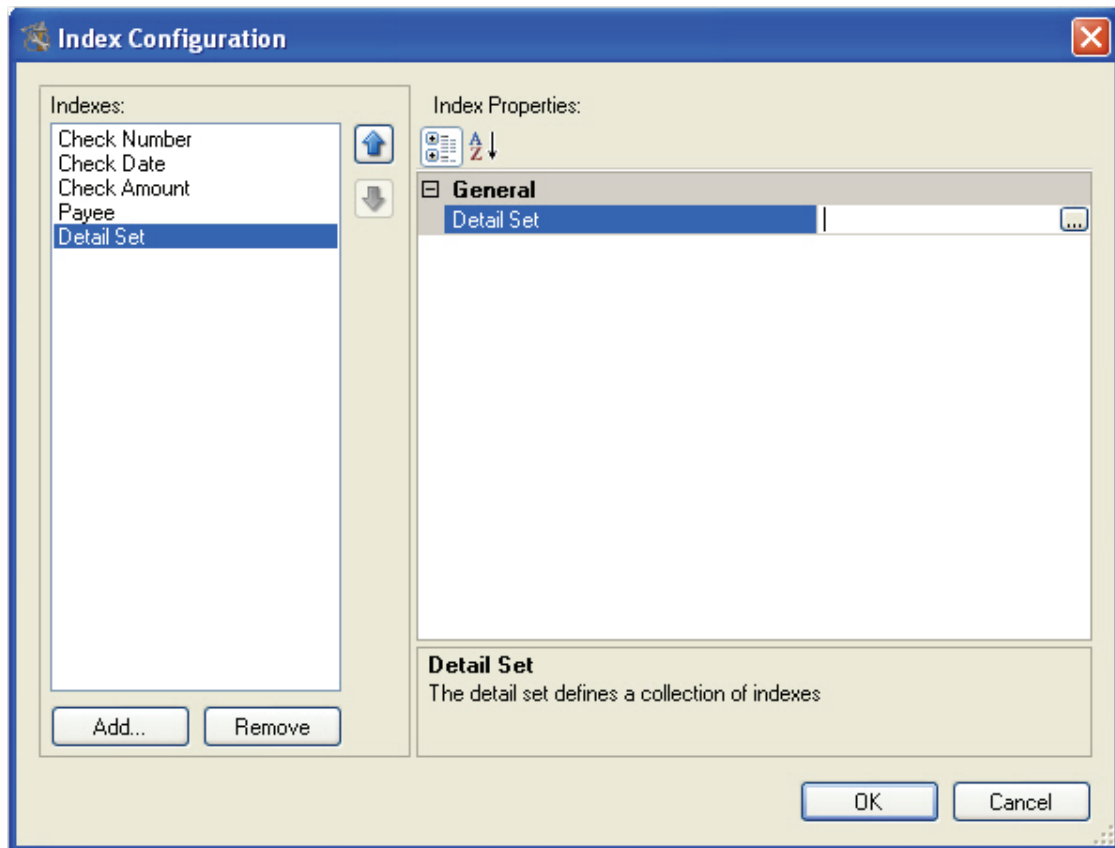 Index Configuration
Indexes:
Check Number
Check Date
Check Amount
Payee
Detail Set
Add...
Remove
Index Properties:
A
Z
General
Detail Set
...
Detail Set
The detail set defines a collection of indexes
OK
Cancel